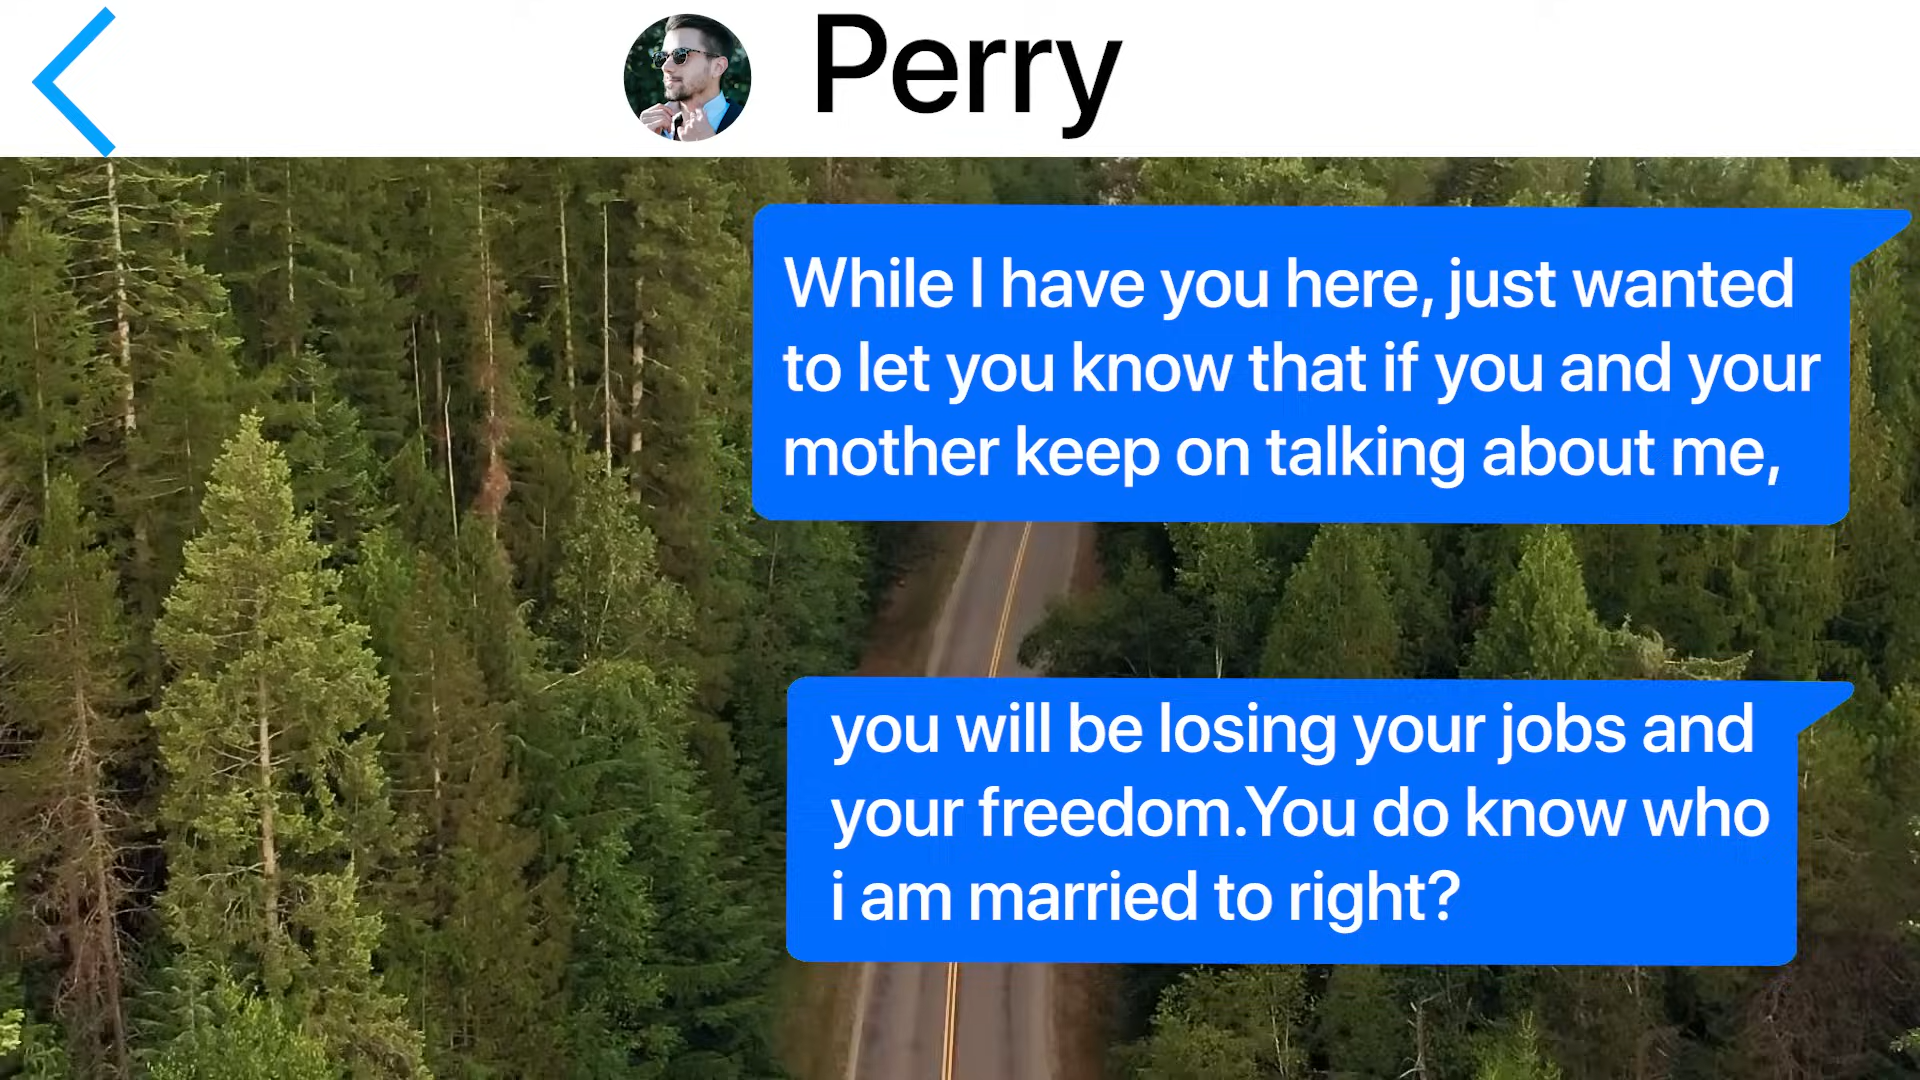 Perry
While I have you here, just wanted
to let you know that if you and your
mother keep on talking about me,
you will be losing your jobs and
your freedom.You do know who
i am married to right?